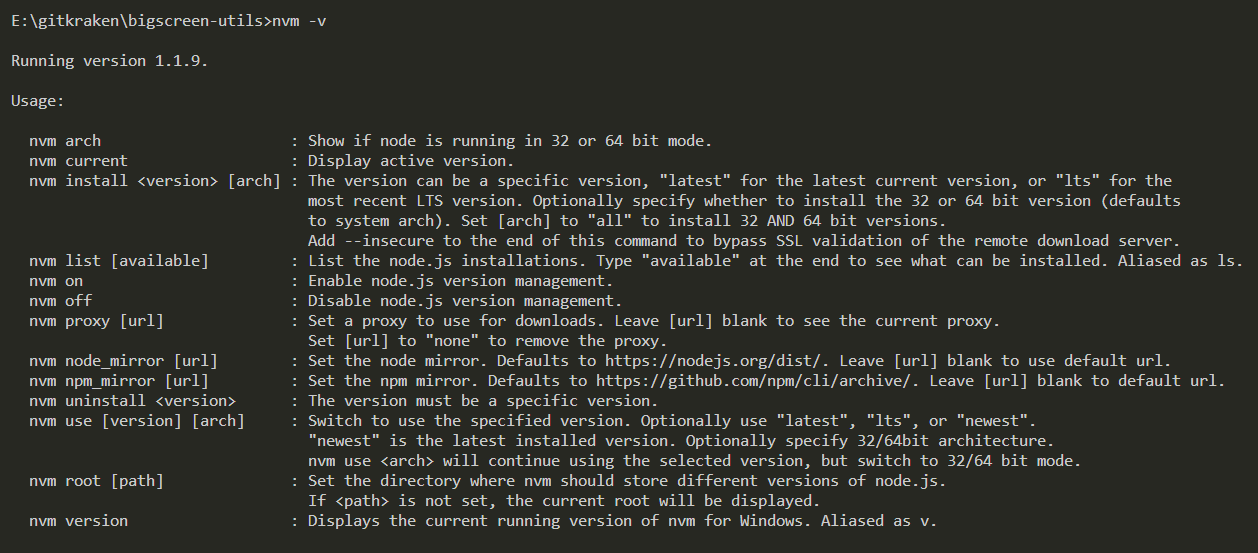 E:\gitkraken\bigscreen-utils>nvm -v
Running version 1.1.9.
Usage:
nvm arch : Show if node is running in 32 or 64 bit mode.
nvm current : Display active version.
nvm install <version> [arch] : The version can be a specific version, "latest" for the latest current version, or "lts" for the
most recent LTS version. Optionally specify whether to install the 32 or 64 bit version (defaults
to system arch). Set [arch] to "all" to install 32 AND 64 bit versions.
Add --insecure to the end of this command to bypass SSL validation of the remote download server.
nvm list [available] : List the node.js installations. Type "available" at the end to see what can be installed. Aliased as ls.
nvm on : Enable node.js version management.
nvm off : Disable node.js version management.
nvm proxy [url] : Set a proxy to use for downloads. Leave [url] blank to see the current proxy.
Set [url] to "none" to remove the proxy.
nvm node_mirror [url] : Set the node mirror. Defaults to https://nodejs.org/dist/. Leave [url] blank to use default url.
nvm npm_mirror [url] : Set the npm mirror. Defaults to https://github.com/npm/cli/archive/. Leave [url] blank to default url.
nvm uninstall <version> : The version must be a specific version.
nvm use [version] [arch] : Switch to use the specified version. Optionally use "latest", "lts", or "newest".
"newest" is the latest installed version. Optionally specify 32/64bit architecture.
nvm use <arch> will continue using the selected version, but switch to 32/64 bit mode.
nvm root [path] : Set the directory where nvm should store different versions of node.js.
If <path> is not set, the current root will be displayed.
nvm version : Displays the current running version of nvm for Windows. Aliased as v.